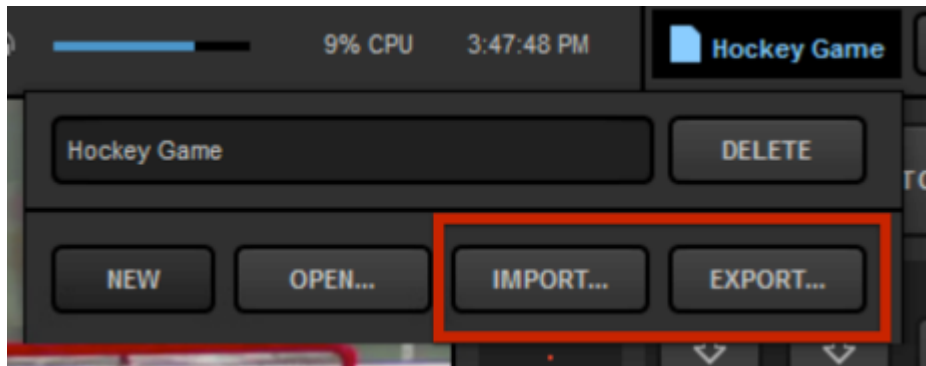 9% CPU 3:47:48 PM Hockey Game
Hockey Game DELETE
NEW OPEN... IMPORT... EXPORT...